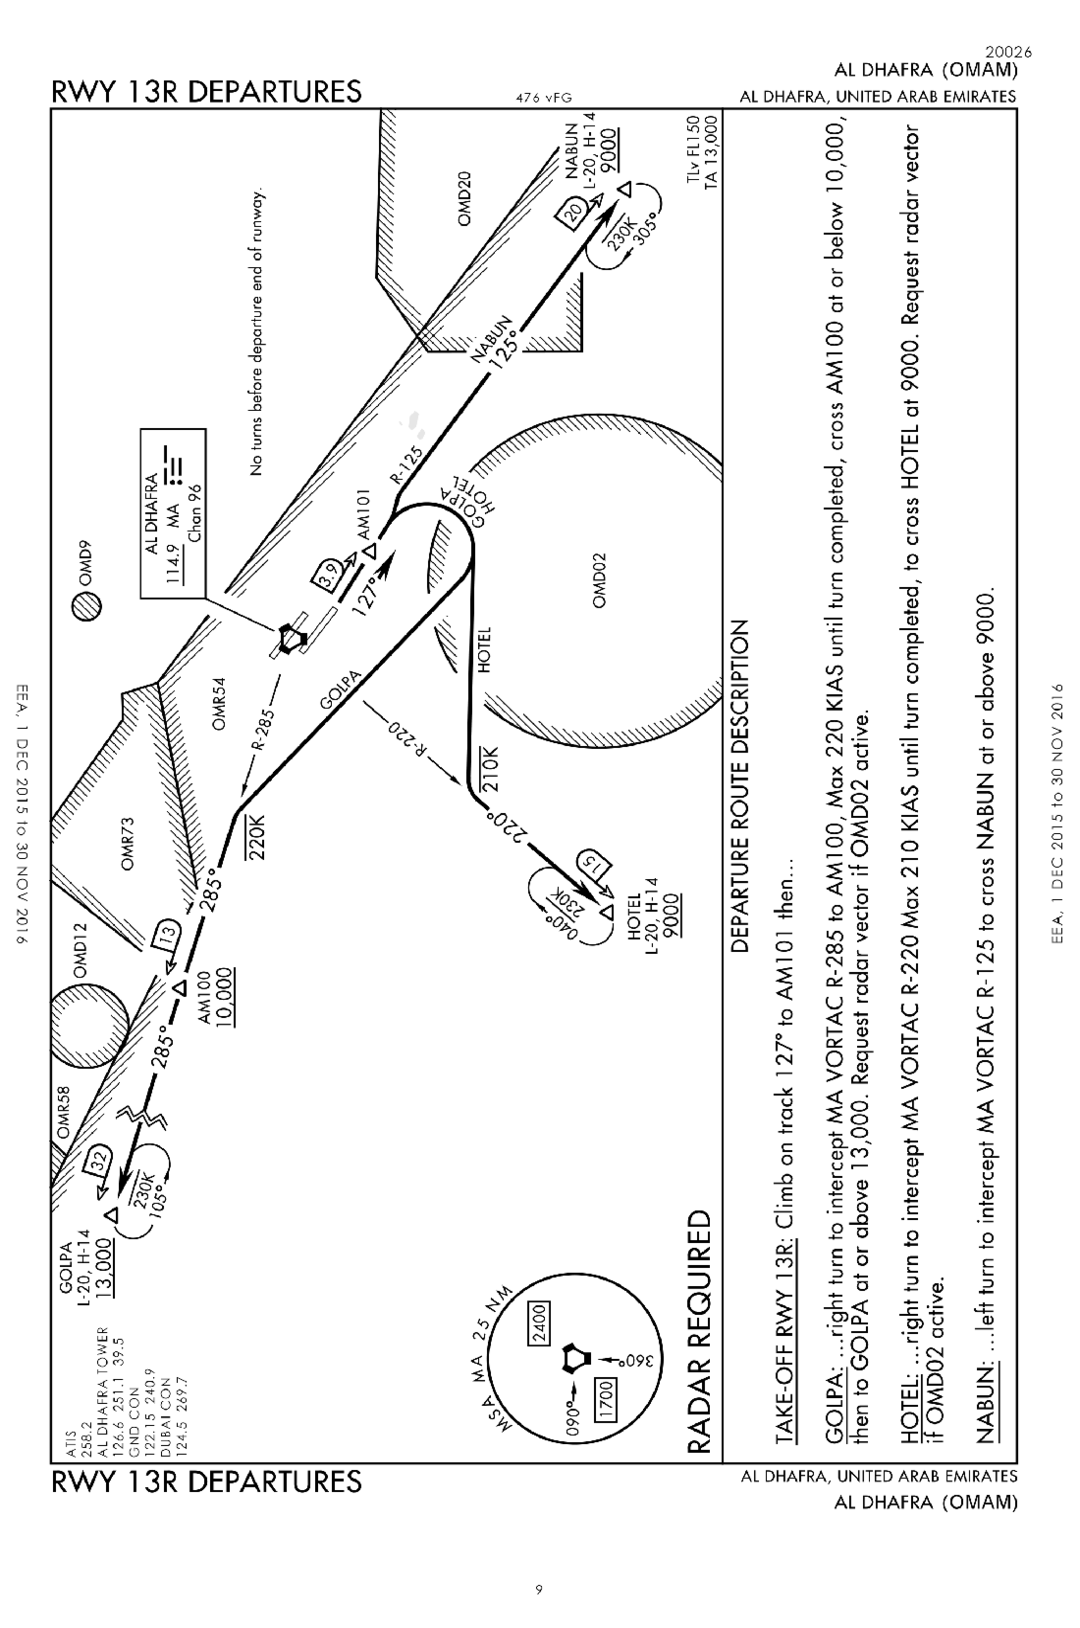 20026
RWY 13R DEPARTURES
476 vFG
AL DHAFRA (OMAM)
AL DHAFRA, UNITED ARAB EMIRATES
EEA, 1 DEC 2015 to 30 NOV 2016
ATIS
258.2
AL DHAFRA TOWER
126.6 251.1 39.5
GND CON
122.15 240.9
DUBAI CON
124.5 269.7
GOLPA
L-20, H-14
13,000
32
230K
105°
OMR58
OMD12
285°
AM100
10,000
13
285°
220K
OMR73
OMR54
R-285
GOLPA
OMD9
AL DHAFRA
114.9 MA
Chan 96
No turns before departure end of runway.
3.9
AM101
127°
R-125
GOLPA
HOTEL
NABUN
125°
OMD20
20
NABUN
L-20, H-14
9000
230K
305°
TLv FL150
TA 13,000
OMD02
HOTEL
R-220
210K
220°
15
230K
040°
HOTEL
L-20, H-14
9000
MSA MA 25 NM
2400
1700
090°
360°
RADAR REQUIRED
DEPARTURE ROUTE DESCRIPTION
TAKE-OFF RWY 13R: Climb on track 127° to AM101 then...
GOLPA: ...right turn to intercept MA VORTAC R-285 to AM100, Max 220 KIAS until turn completed, cross AM100 at or below 10,000,
then to GOLPA at or above 13,000. Request radar vector if OMD02 active.
HOTEL: ...right turn to intercept MA VORTAC R-220 Max 210 KIAS until turn completed, to cross HOTEL at 9000. Request radar vector
if OMD02 active.
NABUN: ...left turn to intercept MA VORTAC R-125 to cross NABUN at or above 9000.
EEA, 1 DEC 2015 to 30 NOV 2016
RWY 13R DEPARTURES
AL DHAFRA, UNITED ARAB EMIRATES
AL DHAFRA (OMAM)
9